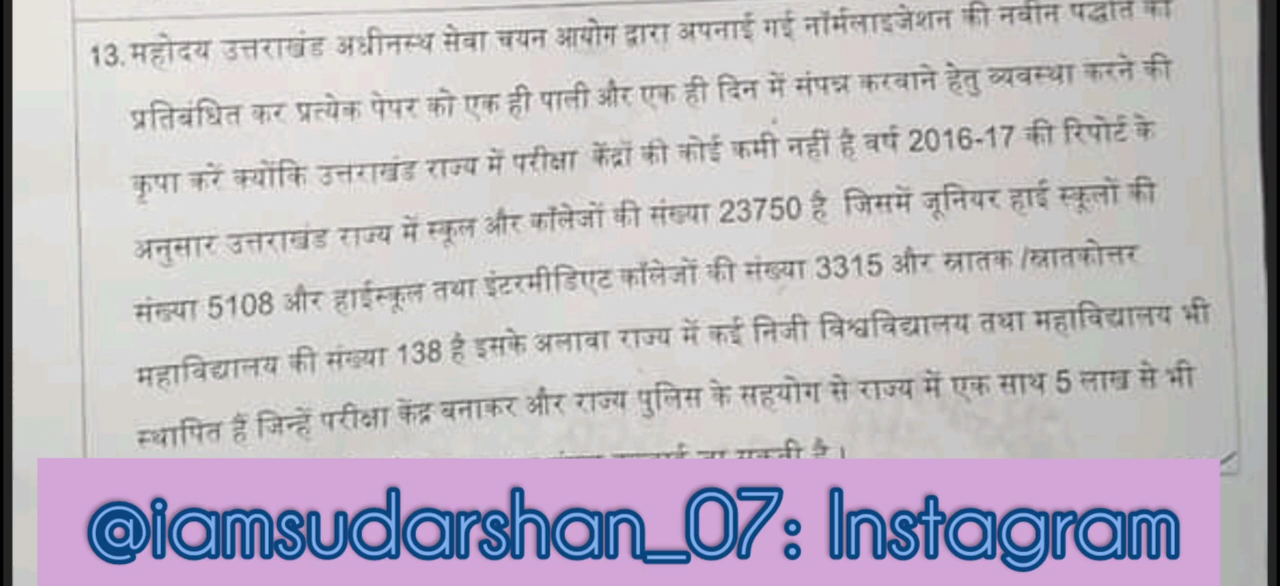 13. महोदय उत्तराखंड अधीनस्थ सेवा चयन आयोग द्वारा अपनाई गई नॉर्मलाइजेशन की नवीन पद्धति को
प्रतिबंधित कर प्रत्येक पेपर को एक ही पाली और एक ही दिन में संपन्न करवाने हेतु व्यवस्था करने की
कृपा करें क्योंकि उत्तराखंड राज्य में परीक्षा केंद्रों की कोई कमी नहीं है वर्ष 2016-17 की रिपोर्ट के
अनुसार उत्तराखंड राज्य में स्कूल और कॉलेजों की संख्या 23750 है जिसमें जूनियर हाई स्कूलों की
संख्या 5108 और हाईस्कूल तथा इंटरमीडिएट कॉलेजों की संख्या 3315 और स्रातक /स्रातकोत्तर
महाविद्यालय की संख्या 138 है इसके अलावा राज्य में कई निजी विश्वविद्यालय तथा महाविद्यालय भी
स्थापित हैं जिन्हें परीक्षा केंद्र बनाकर और राज्य पुलिस के सहयोग से राज्य में एक साथ 5 लाख से भी
जा सकती है।
@iamsudarshan_07: Instagram